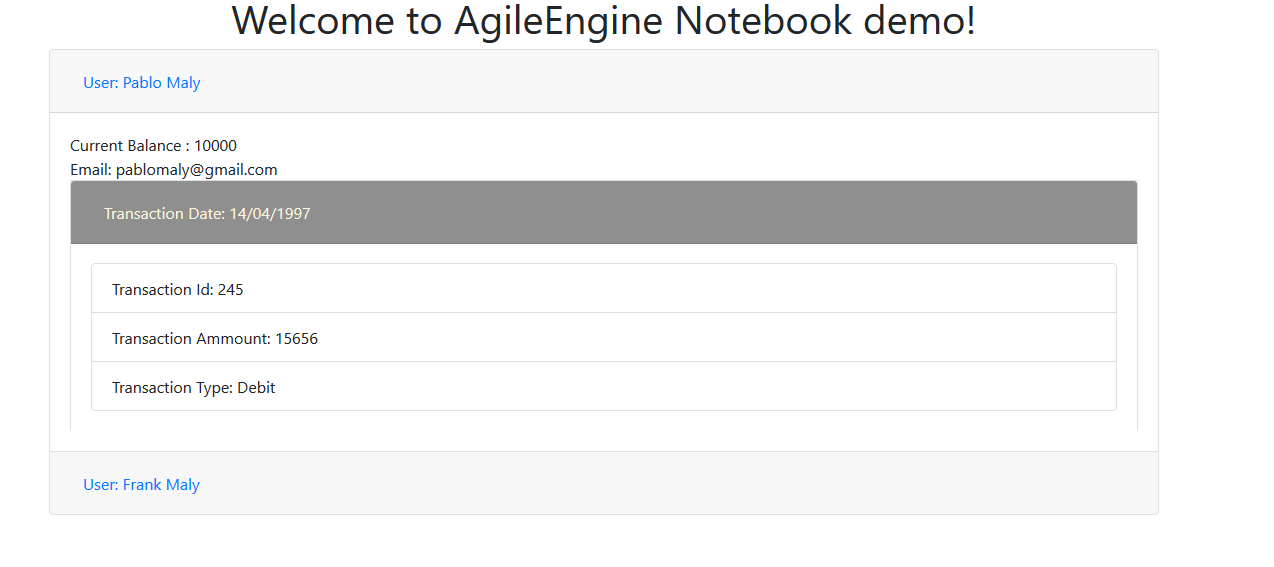 Welcome to AgileEngine Notebook demo!
User: Pablo Maly
Current Balance : 10000
Email: pablomaly@gmail.com
Transaction Date: 14/04/1997
Transaction Id: 245
Transaction Ammount: 15656
Transaction Type: Debit
User: Frank Maly